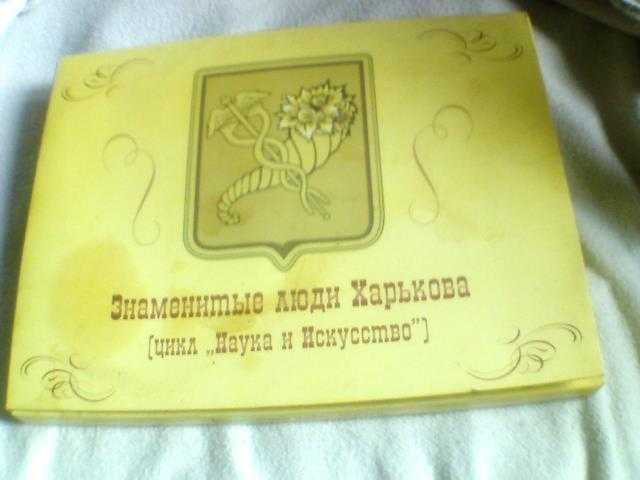 Знаменитые люди Харькова
(цикл „Наука и Искусство")